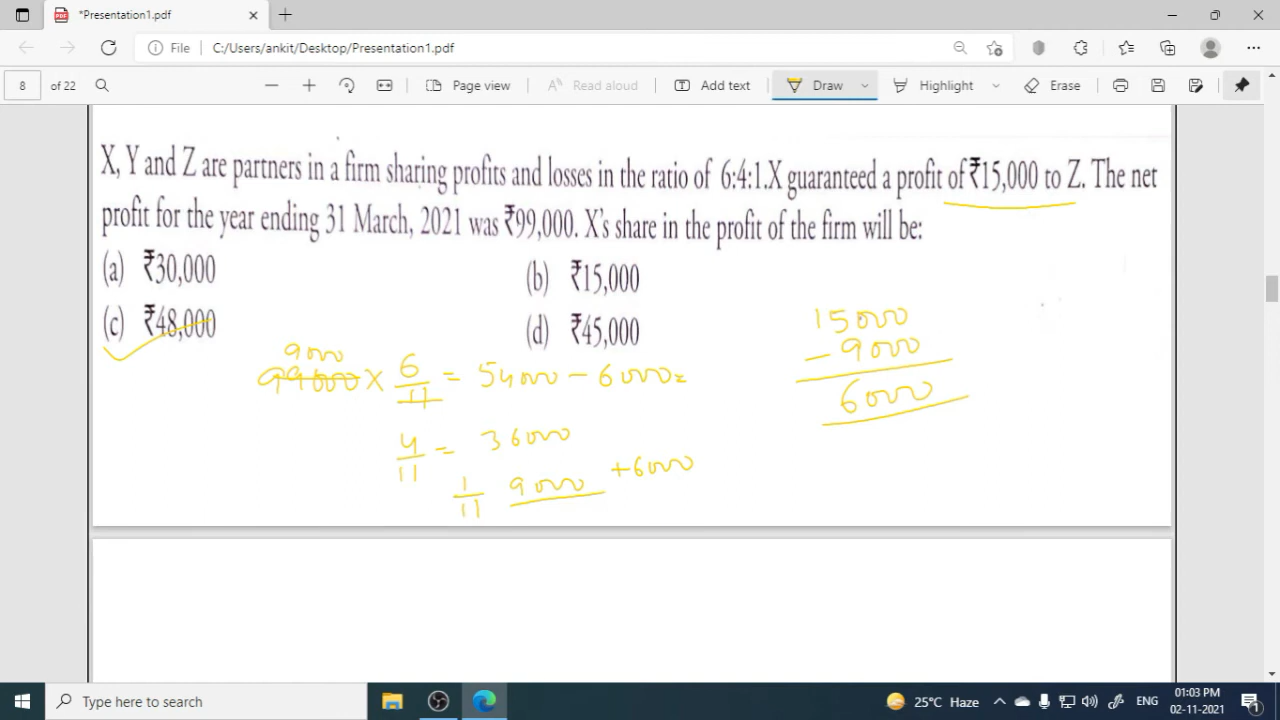 *Presentation1.pdf
File C:/Users/ankit/Desktop/Presentation1.pdf
8 of 22 Page view Read aloud Add text Draw Highlight Erase
X, Y and Z are partners in a firm sharing profits and losses in the ratio of 6:4:1.X guaranteed a profit of ₹15,000 to Z. The net
profit for the year ending 31 March, 2021 was ₹99,000. X's share in the profit of the firm will be:
(a) ₹30,000 (b) ₹15,000
(c) ₹48,000 (d) ₹45,000
15000
- 9000
6000
9000
99000 x 6/11 = 54000 - 6000=
4/11 = 36000
1/11 9000 +6000
Type here to search 25°C Haze ENG 01:03 PM
02-11-2021
1